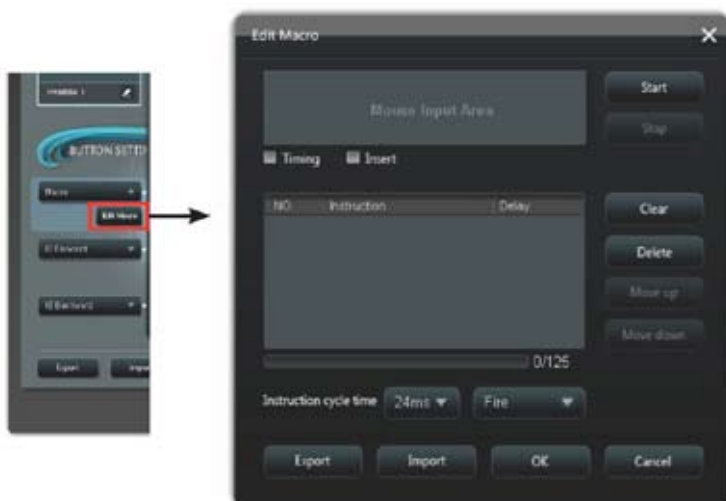 BUTTON SETTI
Macro
Edit Macro
Export
Edit Macro
Mouse Input Area
Start
Stop
Timing
Insert
NO
Instruction
Delay
Clear
Delete
Move up
Move down
0/125
Instruction cycle time
24ms
Fire
Export
Import
OK
Cancel